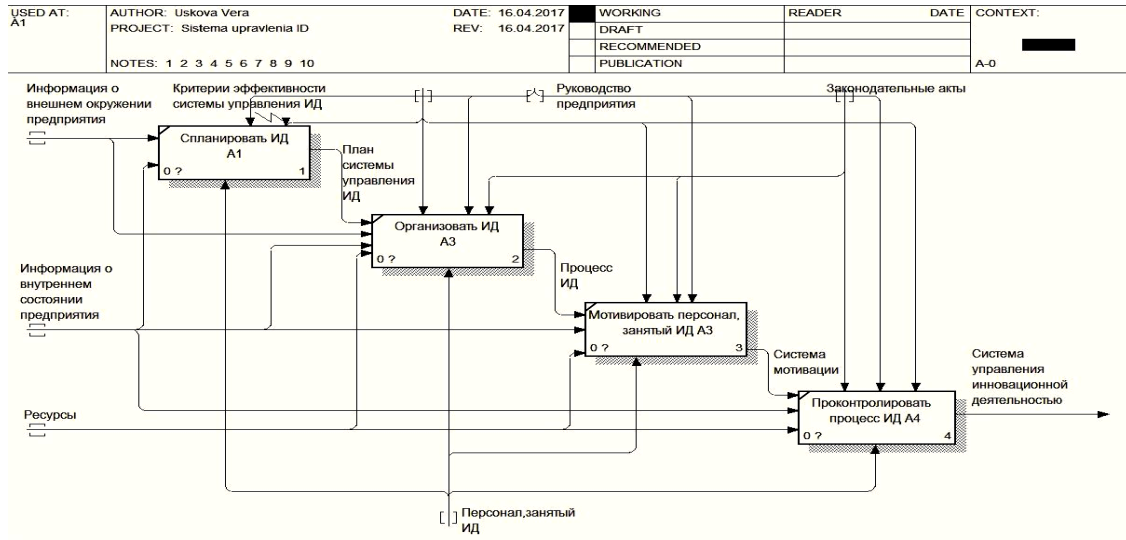 USED AT:
A1
AUTHOR: Uskova Vera
PROJECT: Sistema upravlenia ID
DATE: 16.04.2017
REV: 16.04.2017
NOTES: 1 2 3 4 5 6 7 8 9 10
WORKING
DRAFT
RECOMMENDED
PUBLICATION
READER
DATE
CONTEXT:
A-0
Информация о
внешнем окружении
предприятия
Критерии эффективности
системы управления ИД
Руководство
предприятия
Законодательные акты
Спланировать ИД
A1
0 ?
1
План
системы
управления
ИД
Организовать ИД
A3
0 ?
2
Информация о
внутреннем
состоянии
предприятия
Процесс
ИД
Мотивировать персонал,
занятый ИД A3
0 ?
3
Система
мотивации
Система
управления
инновационной
деятельностью
Проконтролировать
процесс ИД A4
0 ?
4
Ресурсы
Персонал,занятый
ИД